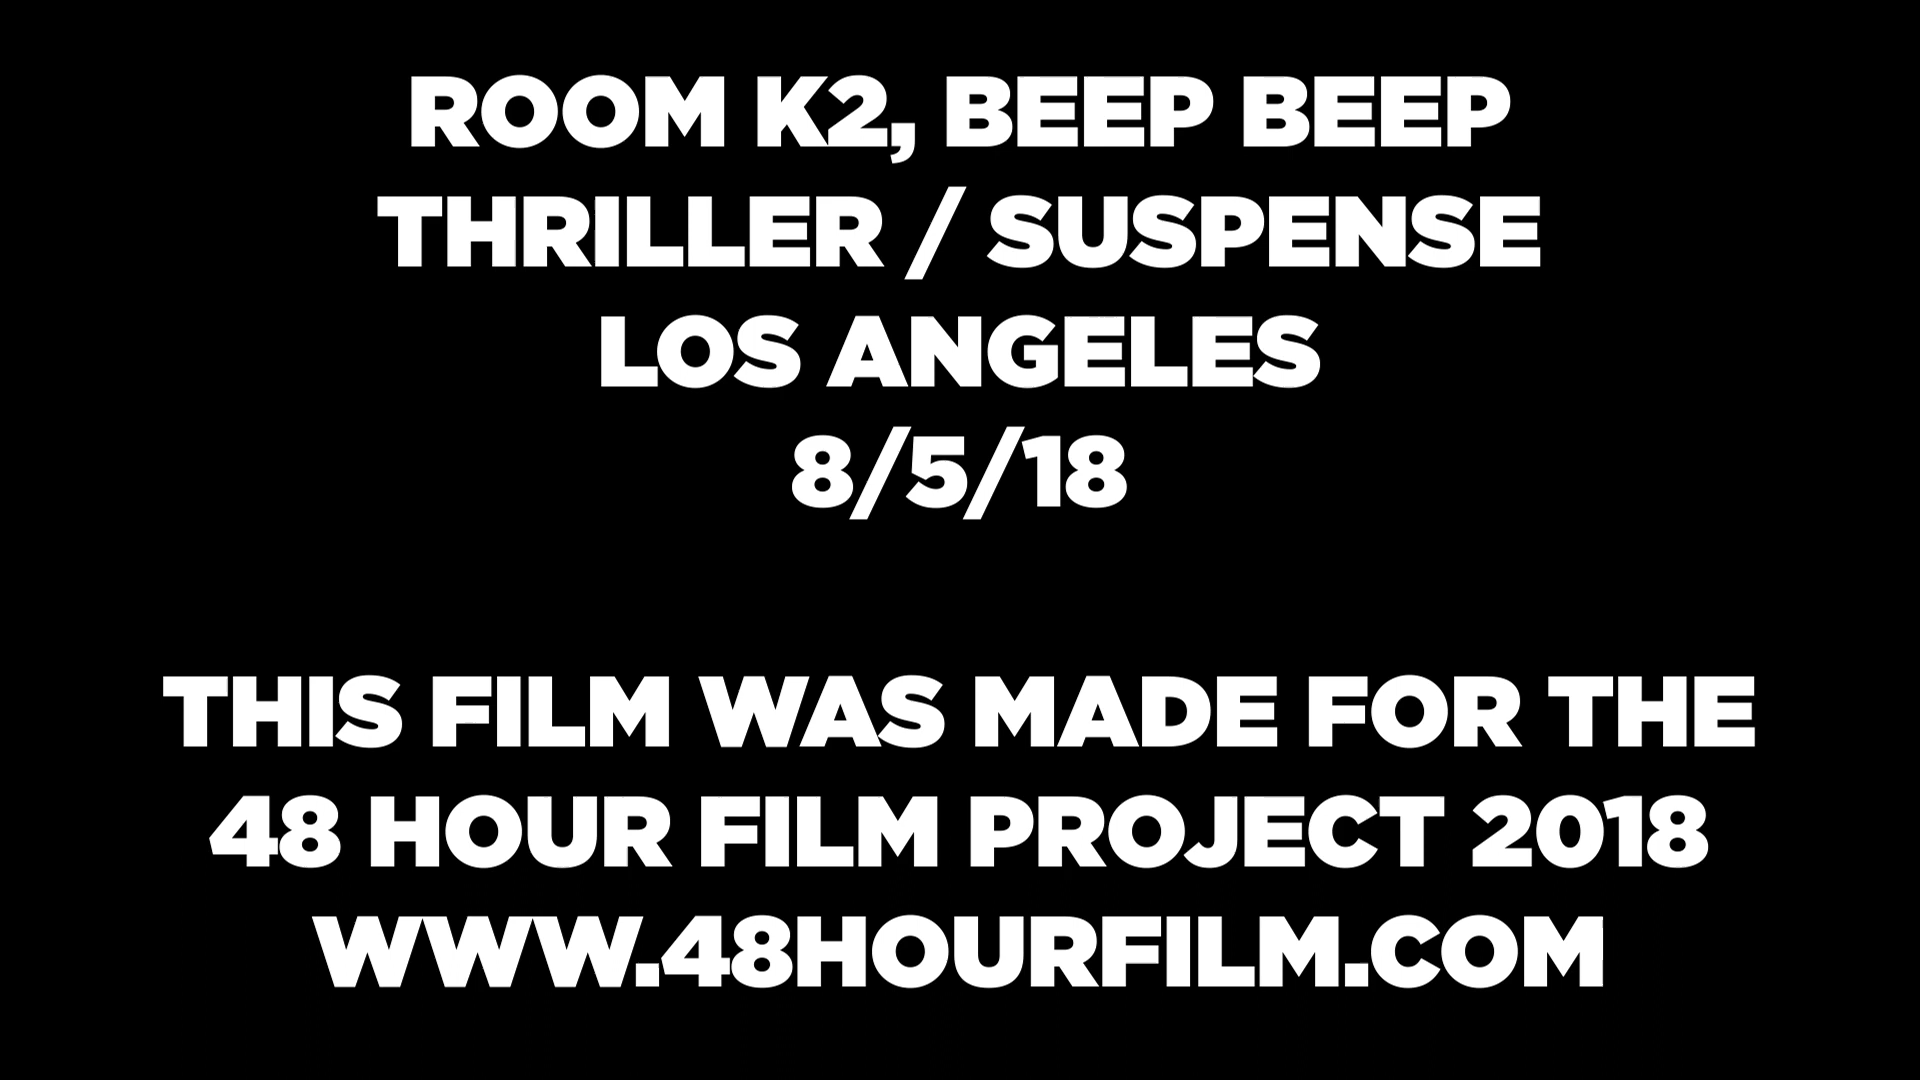 ROOM K2, BEEP BEEP
THRILLER / SUSPENSE
LOS ANGELES
8/5/18
THIS FILM WAS MADE FOR THE
48 HOUR FILM PROJECT 2018
WWW.48HOURFILM.COM